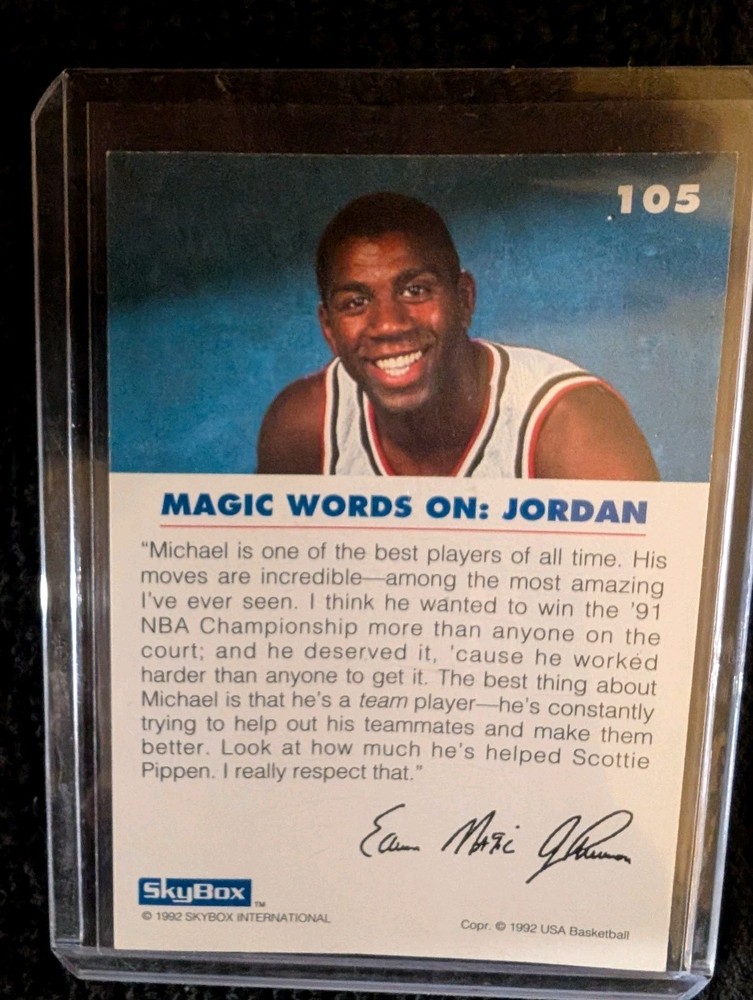 105
MAGIC WORDS ON: JORDAN
"Michael is one of the best players of all time. His
moves are incredible—among the most amazing
I've ever seen. I think he wanted to win the '91
NBA Championship more than anyone on the
court; and he deserved it, 'cause he worked
harder than anyone to get it. The best thing about
Michael is that he's a team player—he's constantly
trying to help out his teammates and make them
better. Look at how much he's helped Scottie
Pippen. I really respect that."
Earvin Magic Johnson
SkyBox™
© 1992 SKYBOX INTERNATIONAL
Copr. © 1992 USA Basketball